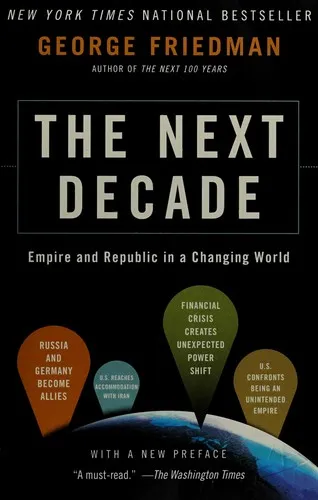 NEW YORK TIMES NATIONAL BESTSELLER
GEORGE FRIEDMAN
AUTHOR OF THE NEXT 100 YEARS
THE NEXT
DECADE
Empire and Republic in a Changing World
RUSSIA
AND
GERMANY
BECOME
ALLIES
U.S. REACHES
ACCOMMODATION
WITH IRAN
FINANCIAL
CRISIS
CREATES
UNEXPECTED
POWER
SHIFT
U.S.
CONFRONTS
BEING AN
UNINTENDED
EMPIRE
WITH A NEW PREFACE
"A must-read." —The Washington Times